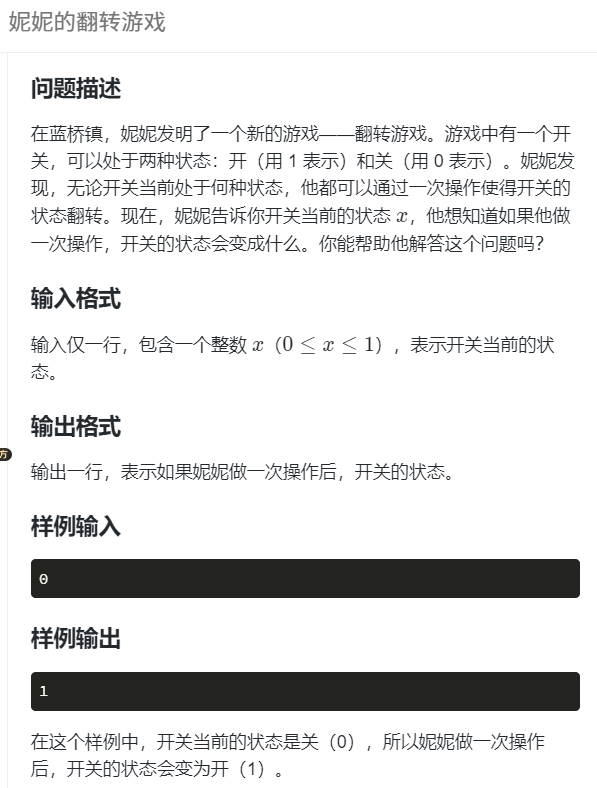 妮妮的翻转游戏
问题描述
在蓝桥镇，妮妮发明了一个新的游戏——翻转游戏。游戏中有一个开
关，可以处于两种状态：开（用 1 表示）和关（用 0 表示）。妮妮发
现，无论开关当前处于何种状态，他都可以通过一次操作使得开关的
状态翻转。现在，妮妮告诉你开关当前的状态 x，他想知道如果他做
一次操作，开关的状态会变成什么。你能帮助他解答这个问题吗？
输入格式
输入仅一行，包含一个整数 x（0 ≤ x ≤ 1），表示开关当前的状
态。
输出格式
方
输出一行，表示如果妮妮做一次操作后，开关的状态。
样例输入
0
样例输出
1
在这个样例中，开关当前的状态是关（0），所以妮妮做一次操作
后，开关的状态会变为开（1）。